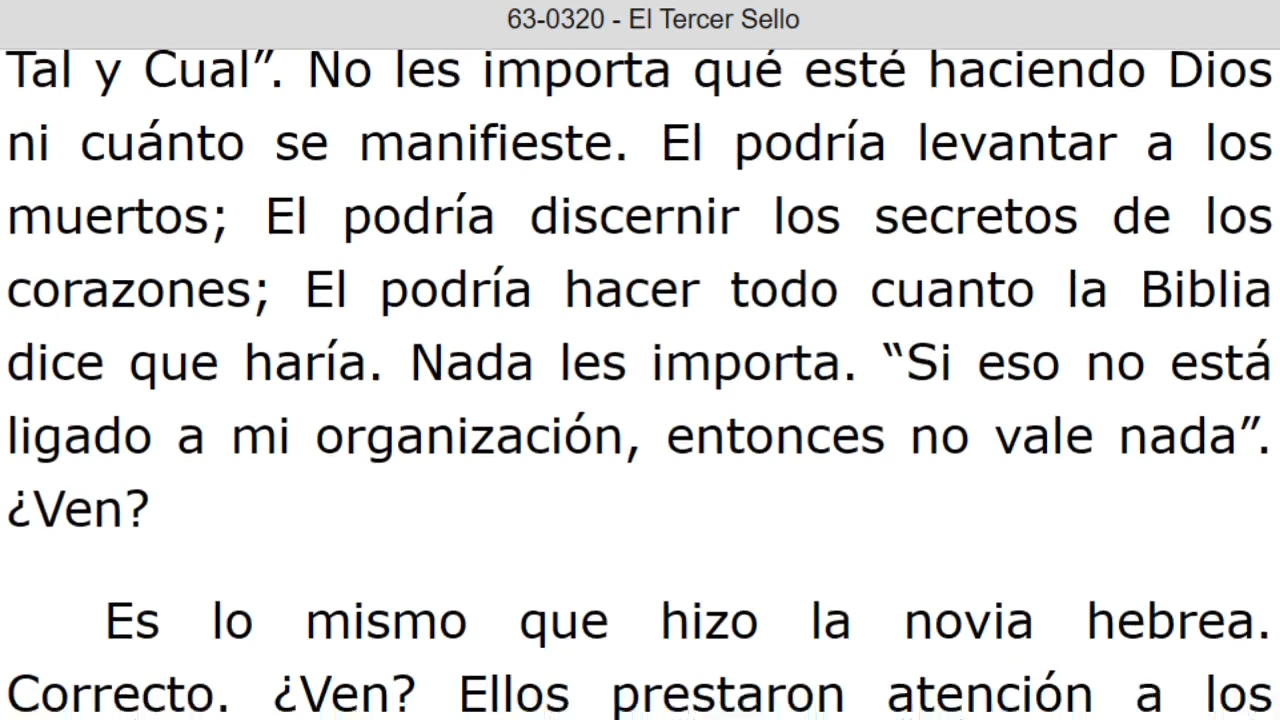 63-0320 - El Tercer Sello
Tal y Cual”. No les importa qué esté haciendo Dios
ni cuánto se manifieste. El podría levantar a los
muertos; El podría discernir los secretos de los
corazones; El podría hacer todo cuanto la Biblia
dice que haría. Nada les importa. “Si eso no está
ligado a mi organización, entonces no vale nada”.
¿Ven?
Es lo mismo que hizo la novia hebrea.
Correcto. ¿Ven? Ellos prestaron atención a los